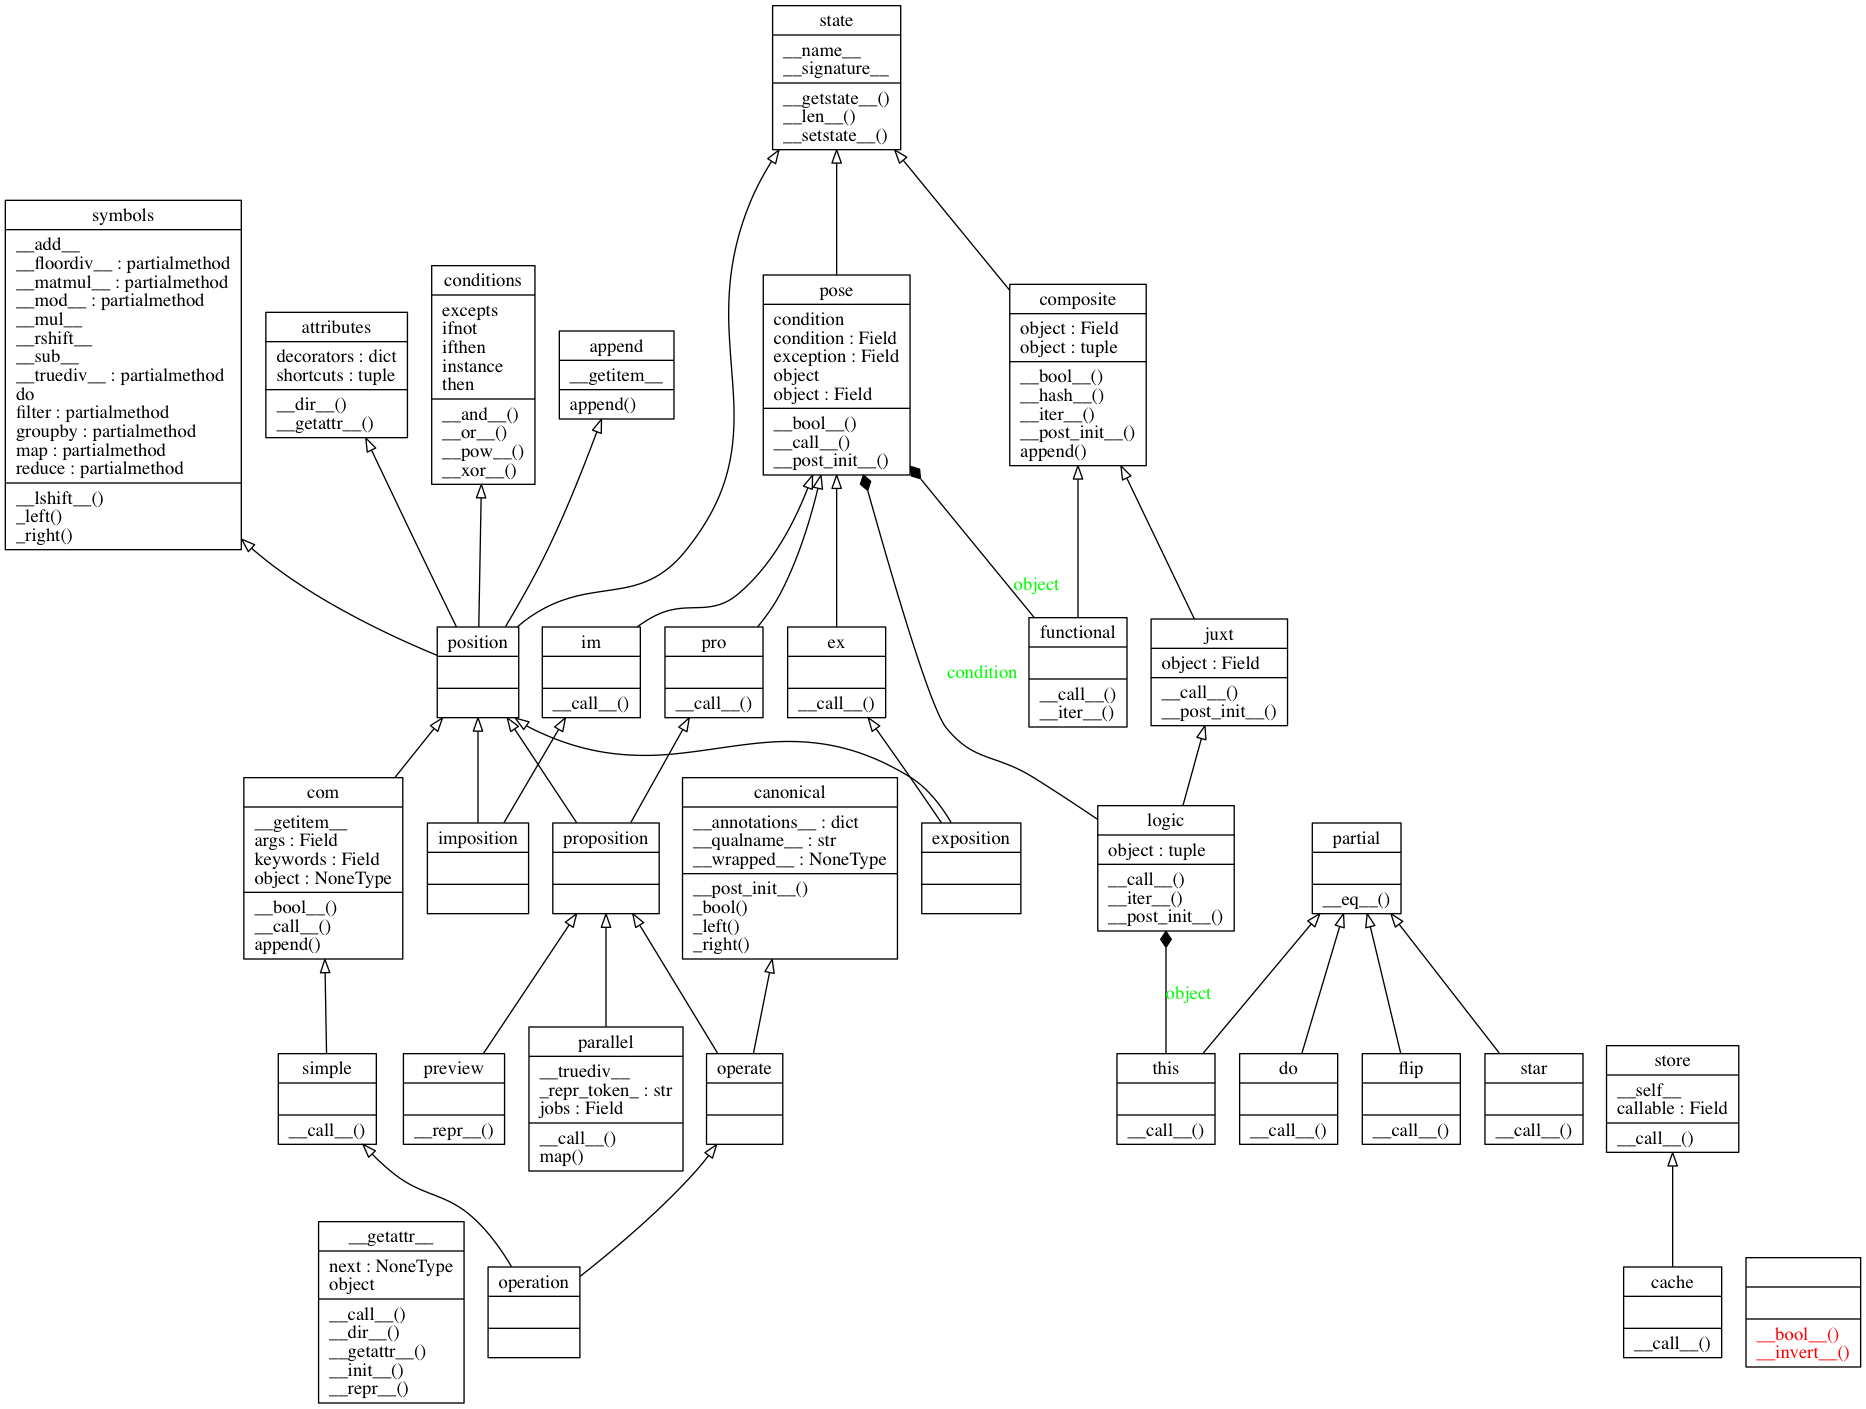 state
__name__
__signature__
__getstate__()
__len__()
__setstate__()
symbols
__add__
__floordiv__ : partialmethod
__matmul__ : partialmethod
__mod__ : partialmethod
__mul__
__rshift__
__sub__
__truediv__ : partialmethod
do
filter : partialmethod
groupby : partialmethod
map : partialmethod
reduce : partialmethod
__lshift__()
_left()
_right()
attributes
decorators : dict
shortcuts : tuple
__dir__()
__getattr__()
conditions
excepts
ifnot
ifthen
instance
then
__and__()
__or__()
__pow__()
__xor__()
append
__getitem__
append()
pose
condition
condition : Field
exception : Field
object
object : Field
__bool__()
__call__()
__post_init__()
composite
object : Field
object : tuple
__bool__()
__hash__()
__iter__()
__post_init__()
append()
object
condition
position
im
__call__()
pro
__call__()
ex
__call__()
functional
__call__()
__iter__()
juxt
object : Field
__call__()
__post_init__()
com
__getitem__
args : Field
keywords : Field
object : NoneType
__bool__()
__call__()
append()
imposition
proposition
canonical
__annotations__ : dict
__qualname__ : str
__wrapped__ : NoneType
__post_init__()
_bool()
_left()
_right()
exposition
logic
object : tuple
__call__()
__iter__()
__post_init__()
partial
__eq__()
object
simple
__call__()
preview
__repr__()
parallel
__truediv__
_repr_token_ : str
jobs : Field
__call__()
map()
operate
this
__call__()
do
__call__()
flip
__call__()
star
__call__()
store
__self__
callable : Field
__call__()
__getattr__
next : NoneType
object
__call__()
__dir__()
__getattr__()
__init__()
__repr__()
operation
cache
__call__()
__bool__()
__invert__()